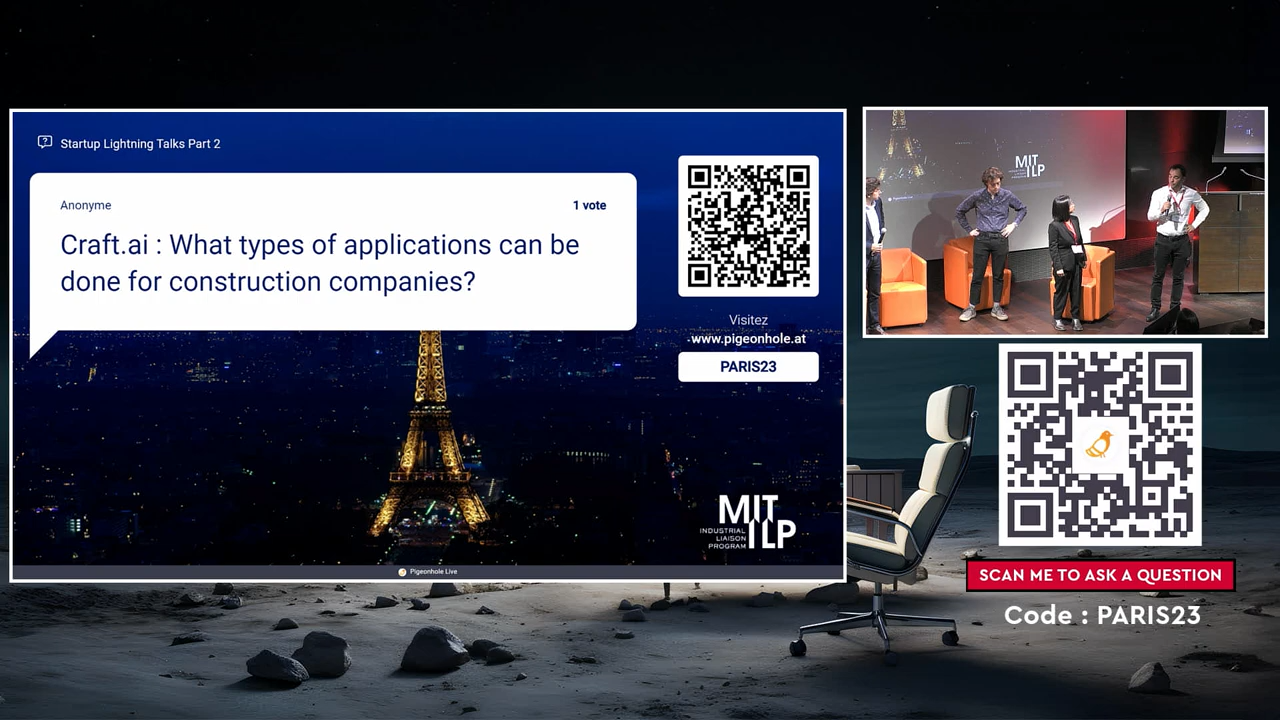 Startup Lightning Talks Part 2
Anonyme
1 vote
Craft.ai : What types of applications can be
done for construction companies?
Visitez
www.pigeonhole.at
PARIS23
MIT
INDUSTRIAL
LIAISON
PROGRAM
ILP
Pigeonhole Live
MIT
ILP
SCAN ME TO ASK A QUESTION
Code : PARIS23